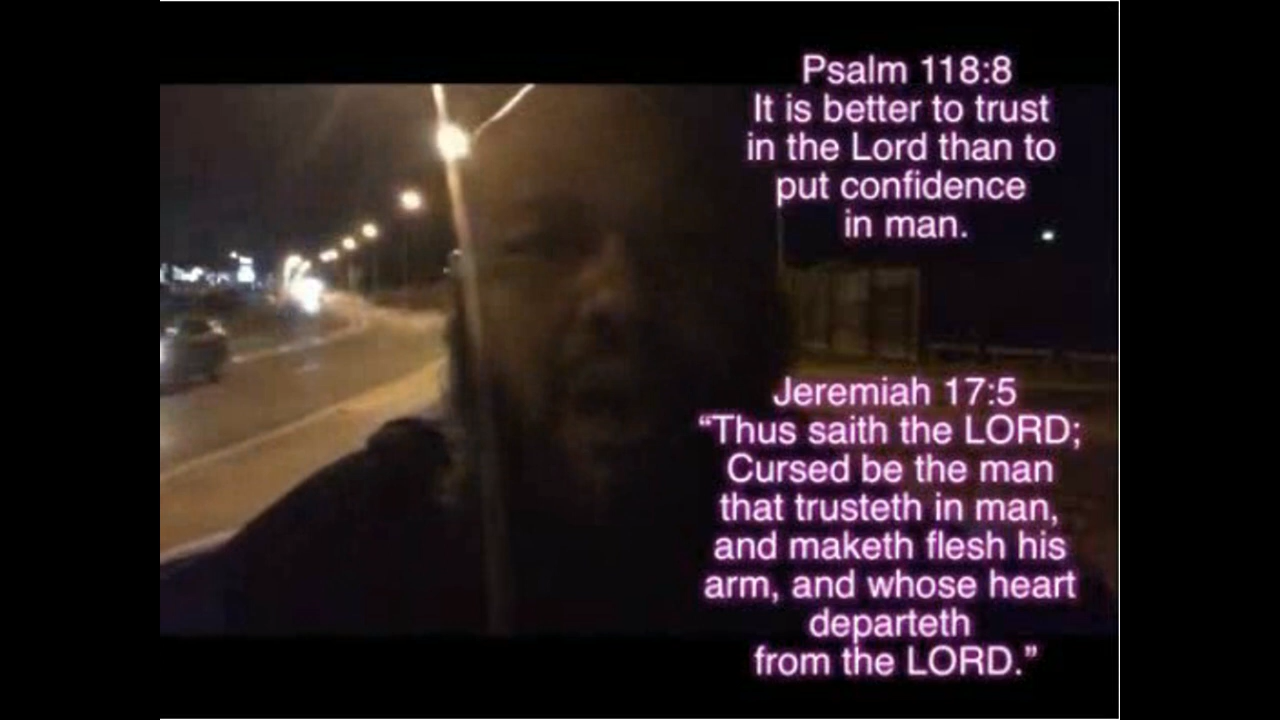 Psalm 118:8
It is better to trust
in the Lord than to
put confidence
in man.
Jeremiah 17:5
“Thus saith the LORD;
Cursed be the man
that trusteth in man,
and maketh flesh his
arm, and whose heart
departeth
from the LORD.”